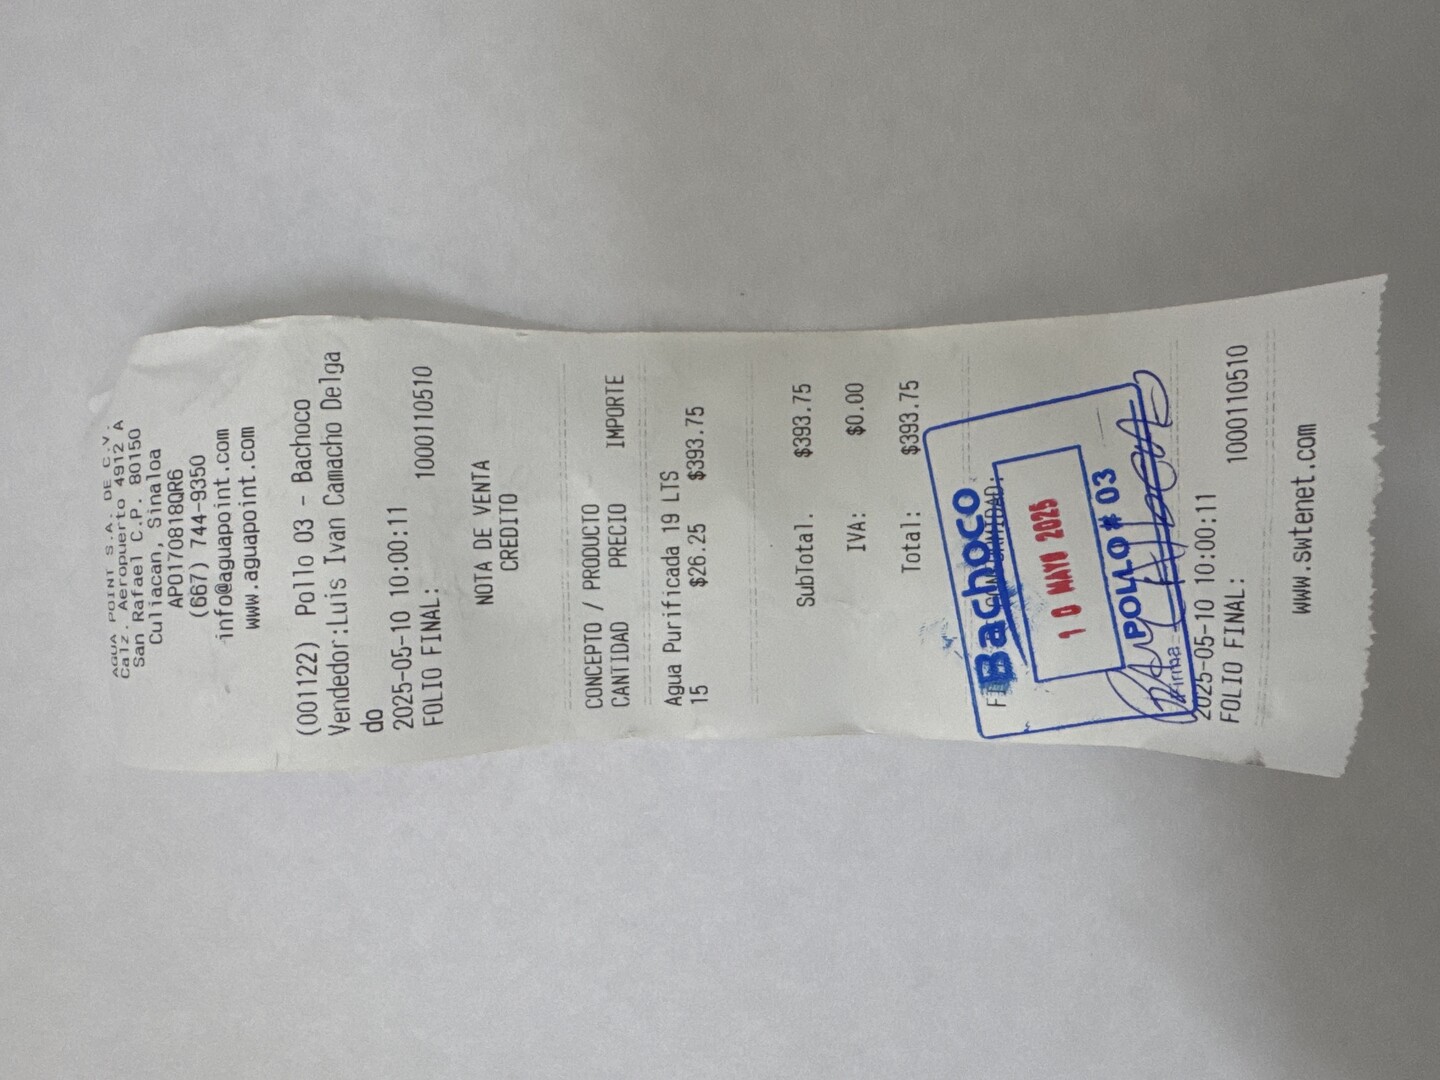 AGUA POINT S.A. DE C.V.
Calz. Aeropuerto 4912 A
San Rafael C.P. 80150
Culiacan, Sinaloa
APO170818QR6
(667) 744-9350
info@aguapoint.com
www.aguapoint.com
(001122) Pollo 03 - Bachoco
Vendedor:Luis Ivan Camacho Delga
do
2025-05-10 10:00:11
FOLIO FINAL: 1000110510
NOTA DE VENTA
CREDITO
CONCEPTO / PRODUCTO
CANTIDAD PRECIO IMPORTE
Agua Purificada 19 LTS
15 $26.25 $393.75
SubTotal. $393.75
IVA: $0.00
Total: $393.75
Bachoco
10 MAYO 2025
POLLO # 03
Firma
2025-05-10 10:00:11
FOLIO FINAL: 1000110510
www.swtenet.com